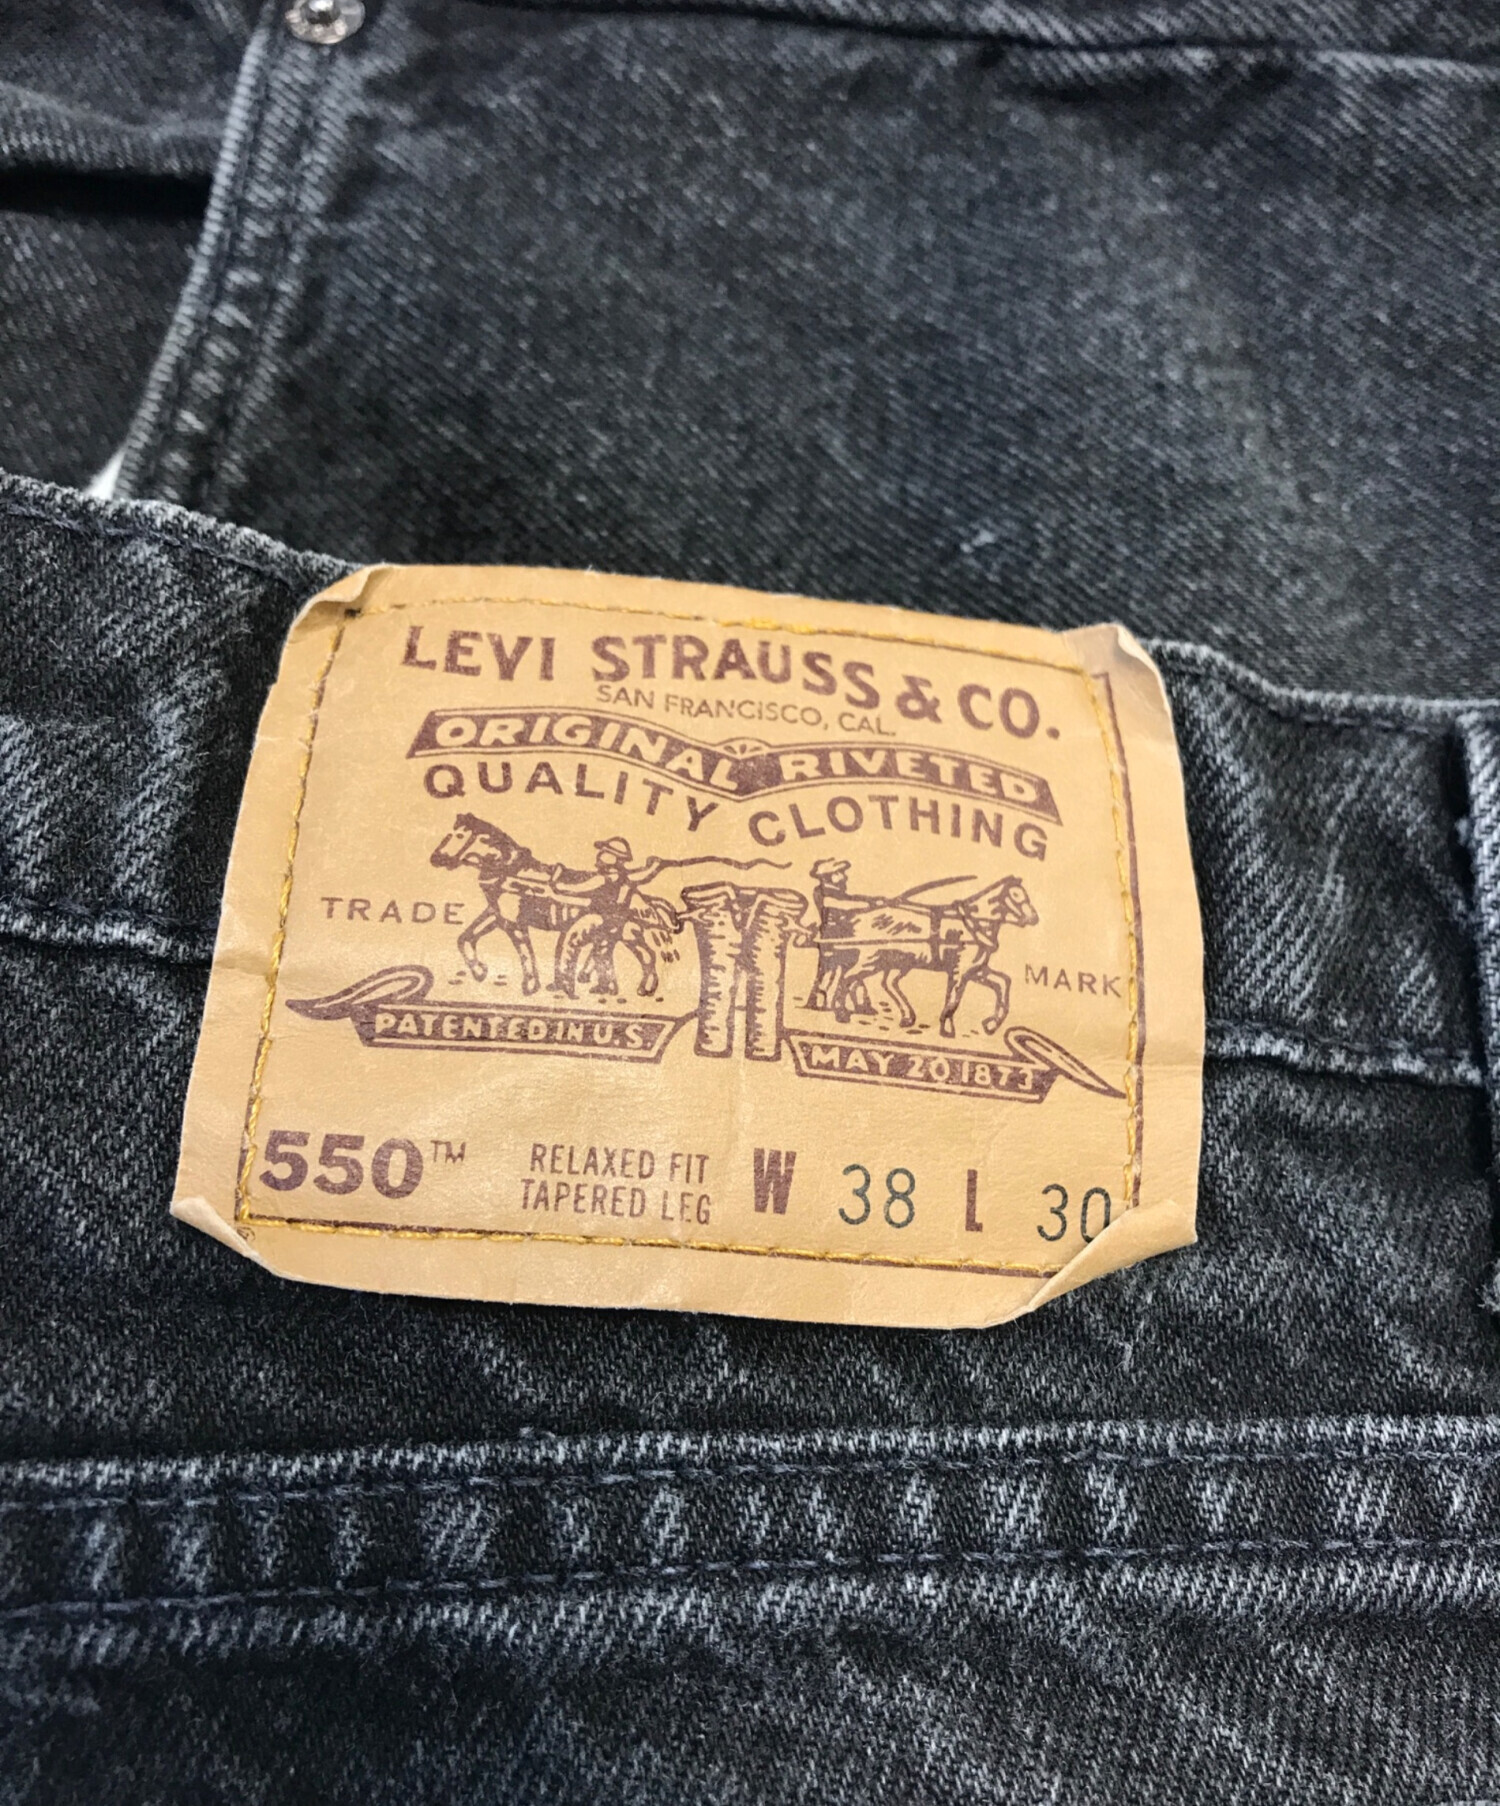 LEVI STRAUSS & CO.
SAN FRANCISCO, CAL.
ORIGINAL RIVETED
QUALITY CLOTHING
TRADE MARK
PATENTED IN U.S. MAY 20 1873
550™ RELAXED FIT W 38 L 30
TAPERED LEG